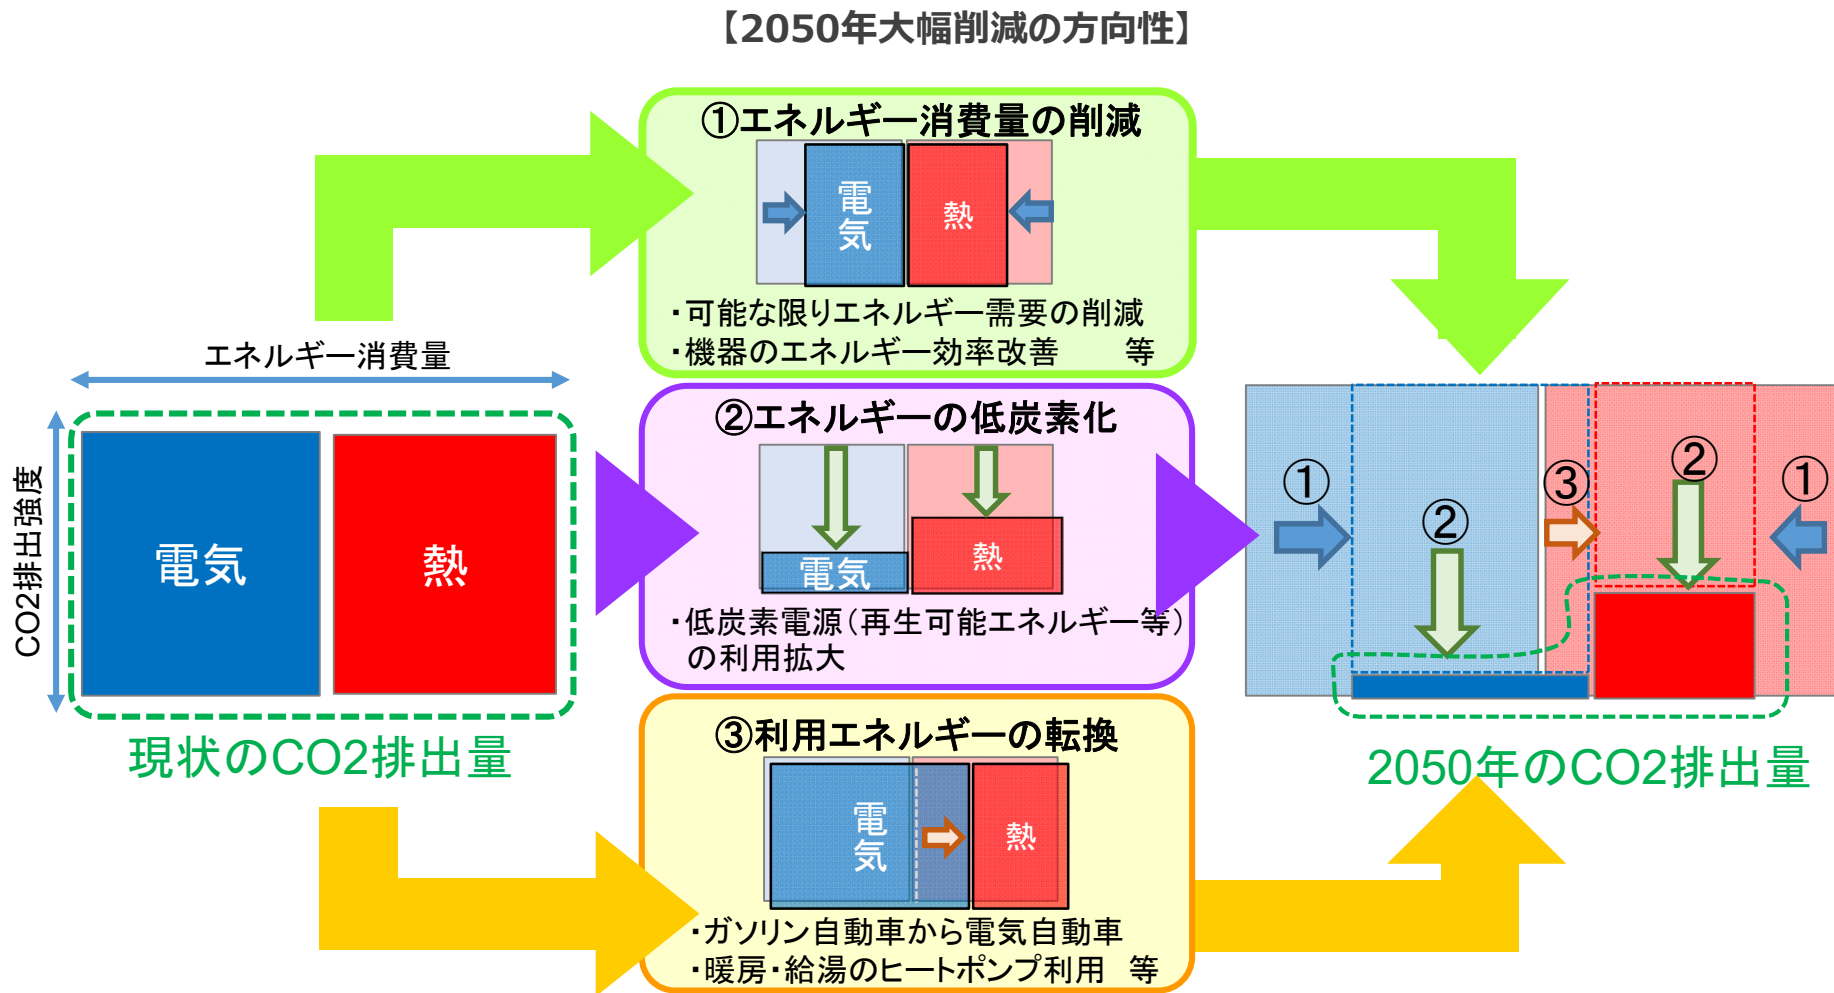 【2050年大幅削減の方向性】
①エネルギー消費量の削減
電気
熱
・可能な限りエネルギー需要の削減
・機器のエネルギー効率改善　等
エネルギー消費量
CO2排出強度
電気
熱
現状のCO2排出量
②エネルギーの低炭素化
電気
熱
・低炭素電源（再生可能エネルギー等）
の利用拡大
③利用エネルギーの転換
電気
熱
・ガソリン自動車から電気自動車
・暖房・給湯のヒートポンプ利用　等
①
②
③
②
①
2050年のCO2排出量